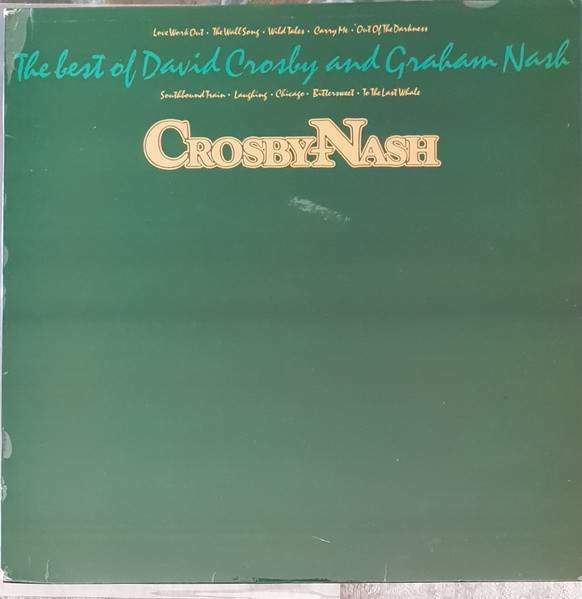 Love Work Out • The Wall Song • Wild Tales • Carry Me • Out Of The Darkness
The best of David Crosby and Graham Nash
Southbound Train • Laughing • Chicago • Bittersweet • To The Last Whale
CROSBY-NASH